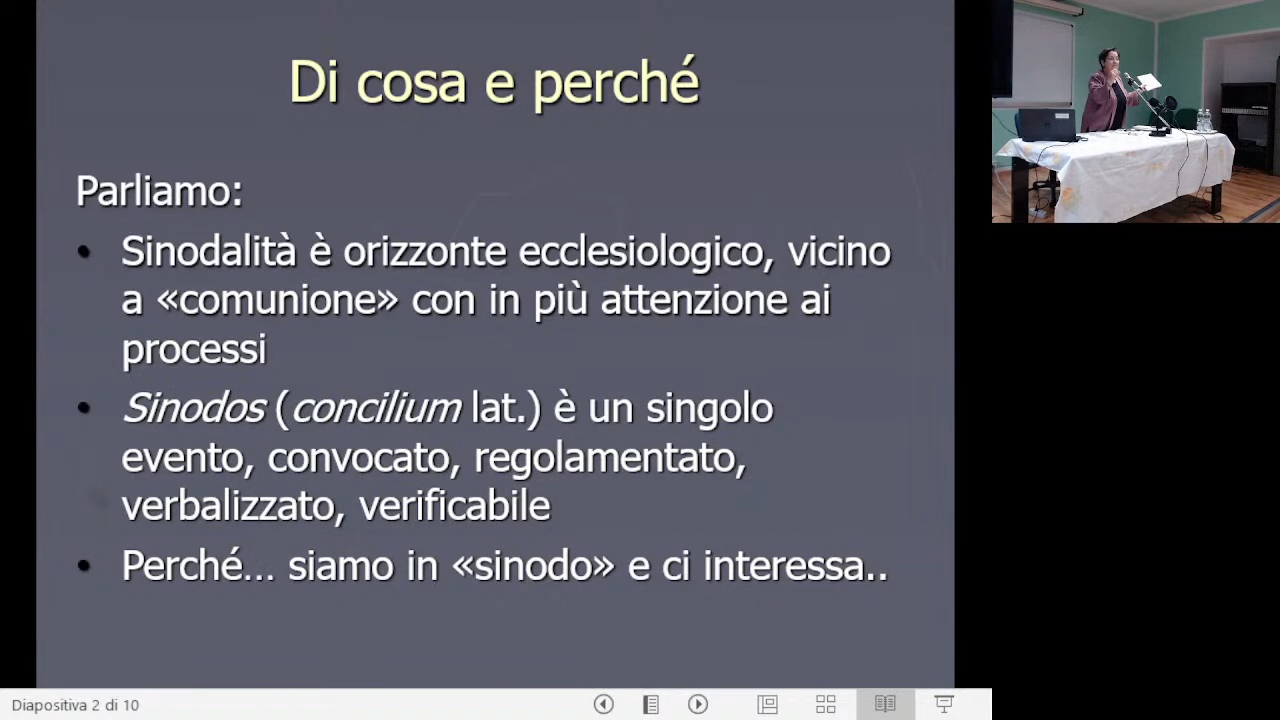 Di cosa e perché
Parliamo:
• Sinodalità è orizzonte ecclesiologico, vicino
a «comunione» con in più attenzione ai
processi
• Sinodos (concilium lat.) è un singolo
evento, convocato, regolamentato,
verbalizzato, verificabile
• Perché… siamo in «sinodo» e ci interessa..
Diapositiva 2 di 10